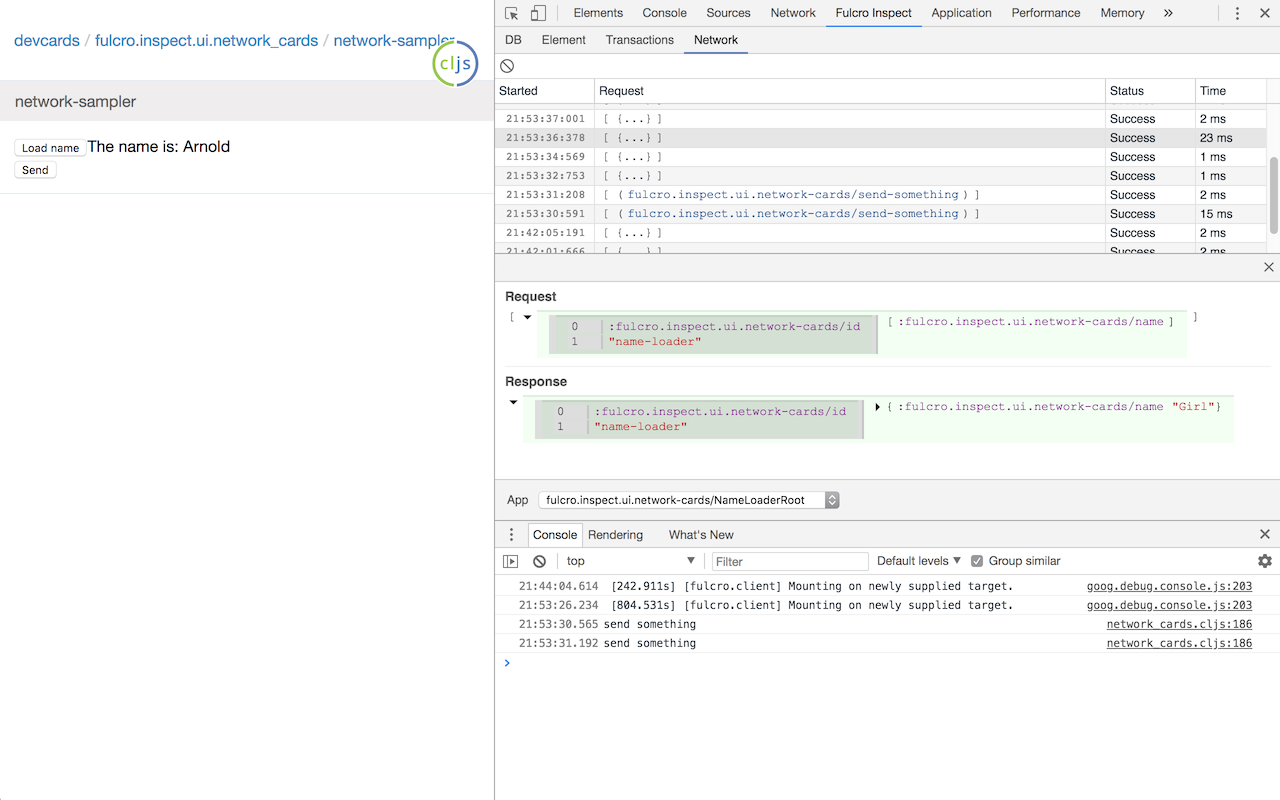 devcards / fulcro.inspect.ui.network_cards / network-sampler
cljs
network-sampler
Load name The name is: Arnold
Send
Elements Console Sources Network Fulcro Inspect Application Performance Memory »
DB Element Transactions Network
Started Request Status Time
21:53:37:001 [ {...} ] Success 2 ms
21:53:36:378 [ {...} ] Success 23 ms
21:53:34:569 [ {...} ] Success 1 ms
21:53:32:753 [ {...} ] Success 1 ms
21:53:31:208 [ ( fulcro.inspect.ui.network-cards/send-something ) ] Success 2 ms
21:53:30:591 [ ( fulcro.inspect.ui.network-cards/send-something ) ] Success 15 ms
21:42:05:191 [ {...} ] Success 2 ms
21:42:01:666 [ {...} ] Success 2 ms
Request
[ 0 :fulcro.inspect.ui.network-cards/id [ :fulcro.inspect.ui.network-cards/name ] ]
1 "name-loader"
Response
0 :fulcro.inspect.ui.network-cards/id { :fulcro.inspect.ui.network-cards/name "Girl"}
1 "name-loader"
App fulcro.inspect.ui.network-cards/NameLoaderRoot
Console Rendering What's New
top Filter Default levels Group similar
21:44:04.614 [242.911s] [fulcro.client] Mounting on newly supplied target. goog.debug.console.js:203
21:53:26.234 [804.531s] [fulcro.client] Mounting on newly supplied target. goog.debug.console.js:203
21:53:30.565 send something network_cards.cljs:186
21:53:31.192 send something network_cards.cljs:186